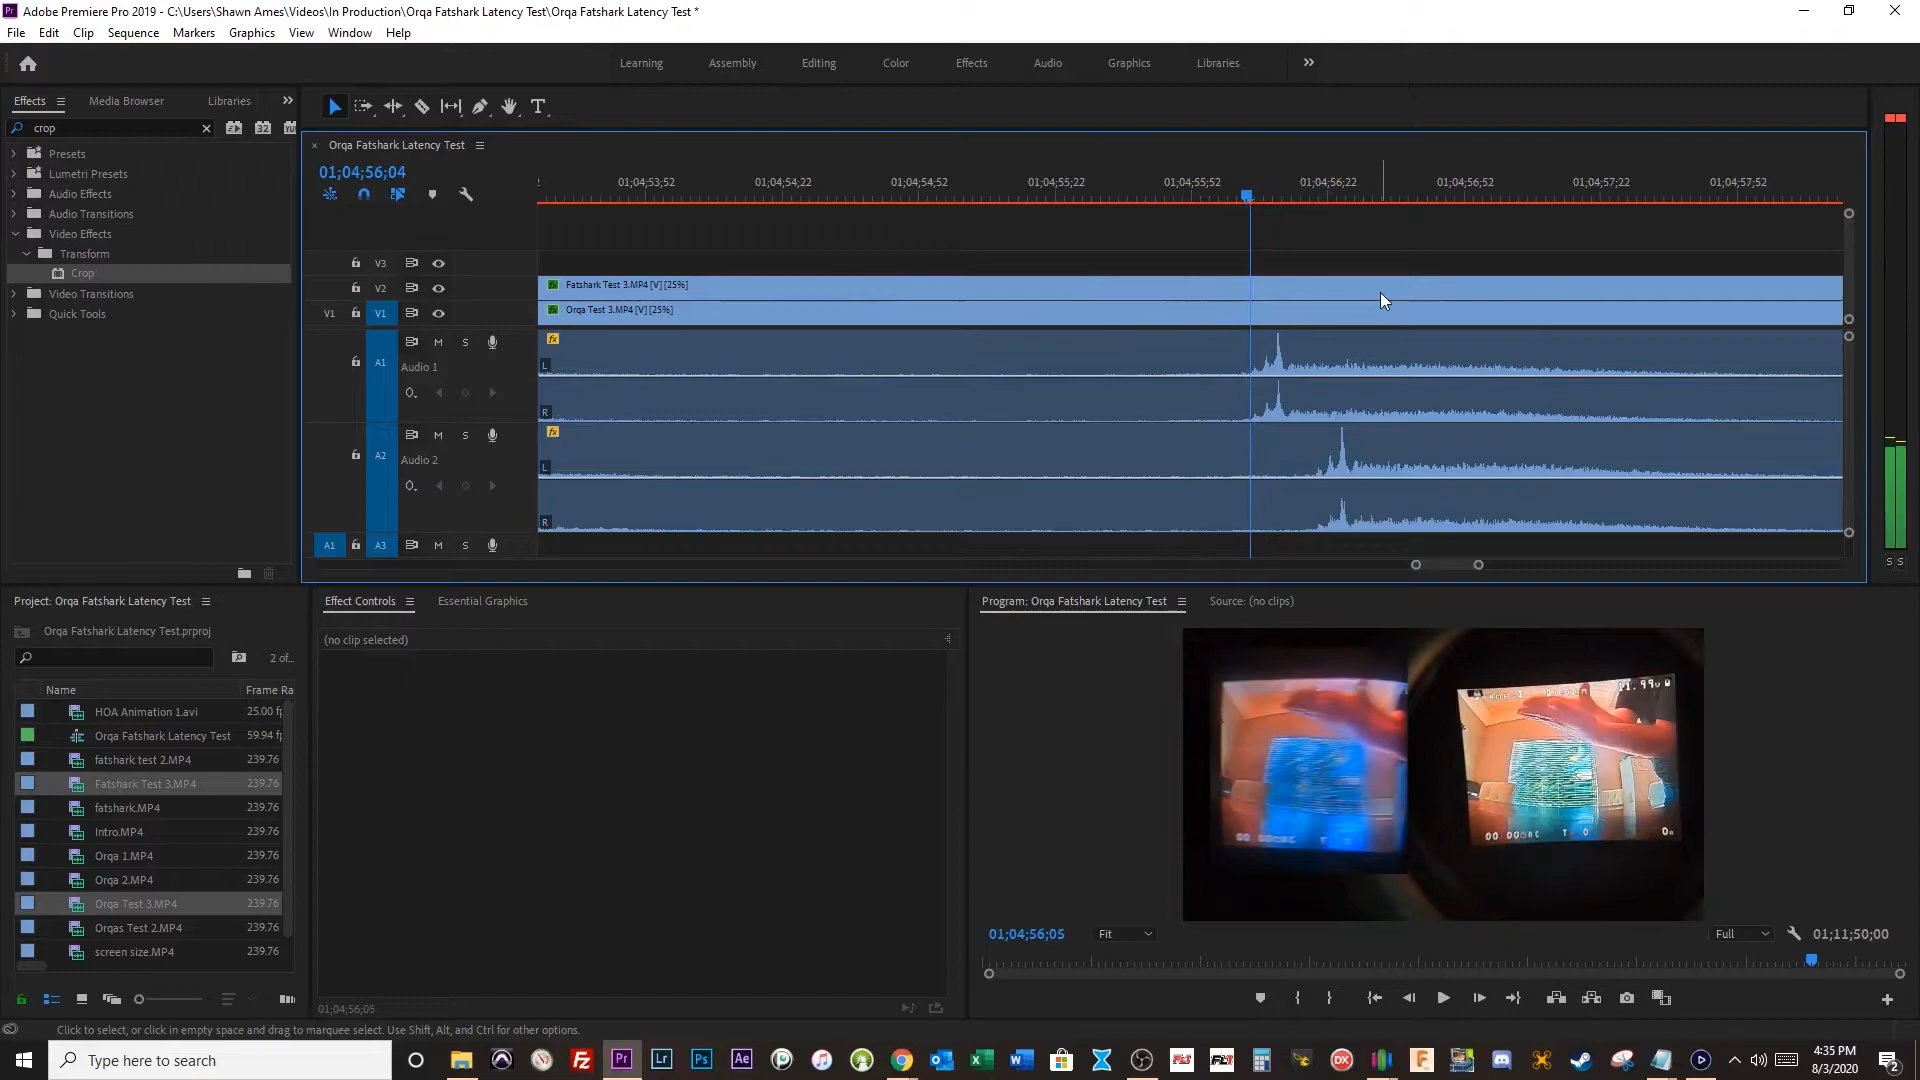 Adobe Premiere Pro 2019 - C:\Users\Shawn Ames\Videos\In Production\Orqa Fatshark Latency Test\Orqa Fatshark Latency Test *
File Edit Clip Sequence Markers Graphics View Window Help
Learning Assembly Editing Color Effects Audio Graphics Libraries
Effects Media Browser Libraries
crop
32
Presets
Lumetri Presets
Audio Effects
Audio Transitions
Video Effects
Transform
Crop
Video Transitions
Quick Tools
Orqa Fatshark Latency Test
01;04;56;04
01;04;53;52 01;04;54;22 01;04;54;52 01;04;55;22 01;04;55;52 01;04;56;22 01;04;56;52 01;04;57;22 01;04;57;52
V3
V2 Fatshark Test 3.MP4 [V] [25%]
V1 V1 Orqa Test 3.MP4 [V] [25%]
M S
A1 Audio 1
L
R
M S
A2 Audio 2
L
R
A1 A3 M S
S S
Project: Orqa Fatshark Latency Test
Orqa Fatshark Latency Test.prproj
2 of...
Name Frame Ra
HOA Animation 1.avi 25.00 f
Orqa Fatshark Latency Test 59.94 f
fatshark test 2.MP4 239.76
Fatshark Test 3.MP4 239.76
fatshark.MP4 239.76
Intro.MP4 239.76
Orqa 1.MP4 239.76
Orqa 2.MP4 239.76
Orqa Test 3.MP4 239.76
Orqas Test 2.MP4 239.76
screen size.MP4 239.76
Effect Controls Essential Graphics
(no clip selected)
01;04;56;05
Program: Orqa Fatshark Latency Test Source: (no clips)
11.99v
01;04;56;05 Fit Full 01;11;50;00
Click to select, or click in empty space and drag to marquee select. Use Shift, Alt, and Ctrl for other options.
Type here to search
Pr Lr Ps Ae
4:35 PM
8/3/2020
2